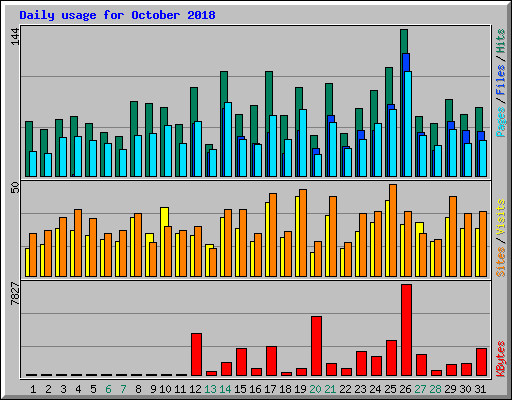 Daily usage for October 2018
144
Pages / Files / Hits
50
Sites / Visits
7827
KBytes
1 2 3 4 5 6 7 8 9 10 11 12 13 14 15 16 17 18 19 20 21 22 23 24 25 26 27 28 29 30 31